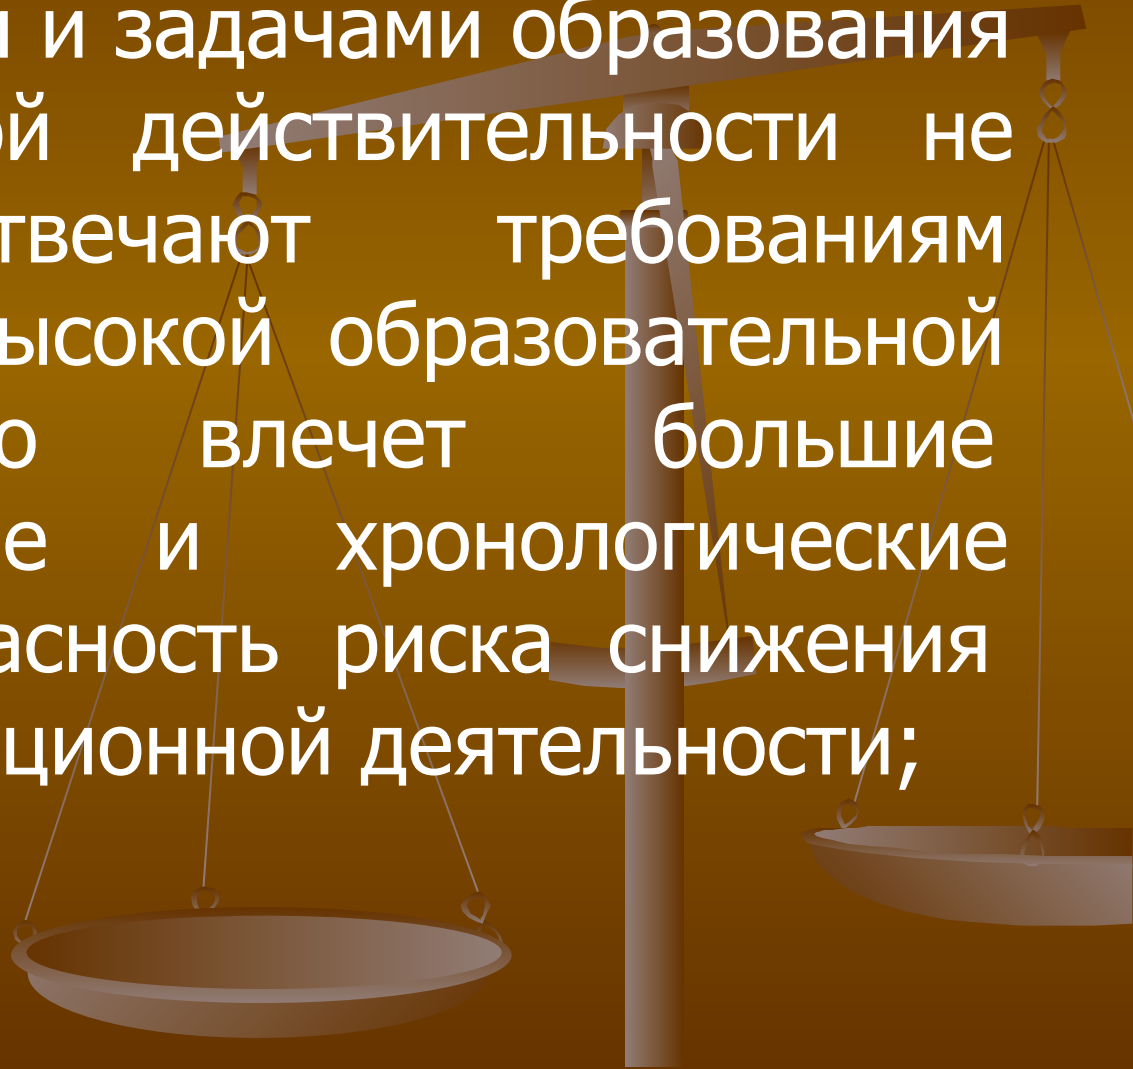 и задачами образования
ой действительности не
твечают требованиям
ысокой образовательной
о влечет большие
е и хронологические
асность риска снижения
ционной деятельности;